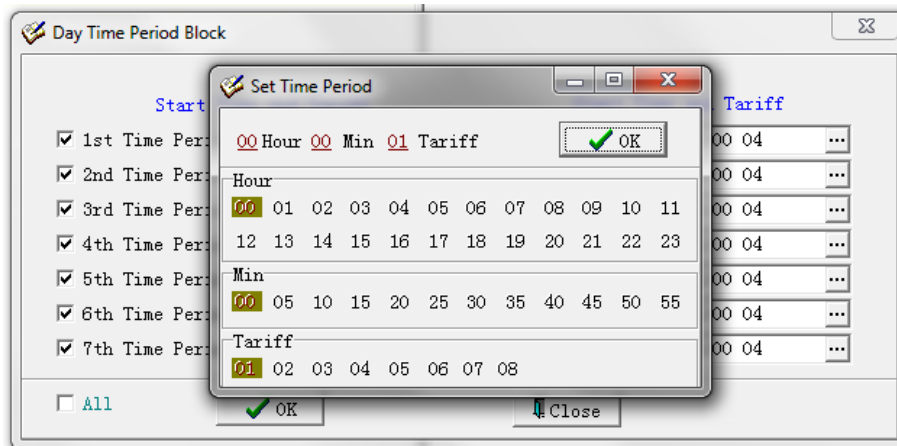 Day Time Period Block
Set Time Period
Start
Tariff
00 Hour 00 Min 01 Tariff
OK
1st Time Per
00 04
...
2nd Time Per
00 04
...
3rd Time Per
00 04
...
4th Time Per
00 04
...
5th Time Per
00 04
...
6th Time Per
00 04
...
7th Time Per
00 04
...
Hour
00 01 02 03 04 05 06 07 08 09 10 11
12 13 14 15 16 17 18 19 20 21 22 23
Min
00 05 10 15 20 25 30 35 40 45 50 55
Tariff
01 02 03 04 05 06 07 08
All
OK
Close